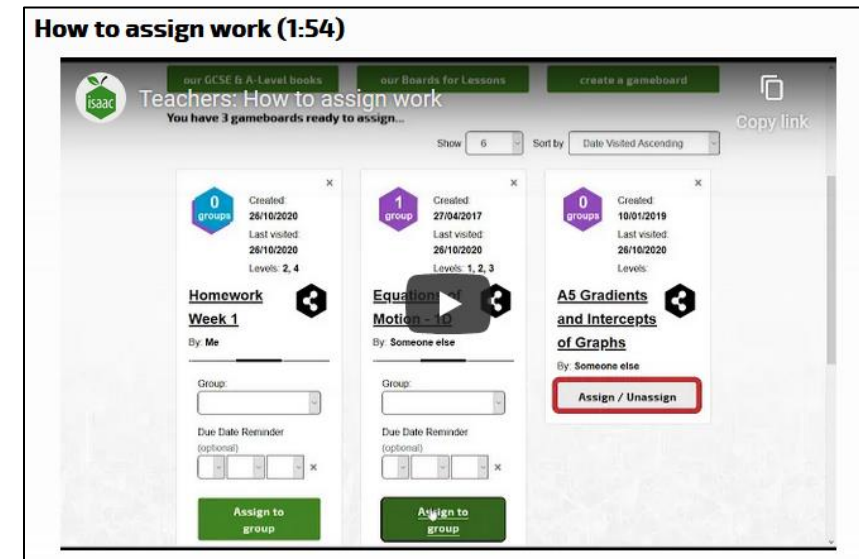 How to assign work (1:54)
our GCSE & A-Level books
our Boards for Lessons
create a gameboard
isaac
Teachers: How to assign work
Copy link
You have 3 gameboards ready to assign...
Show 6 Sort by Date Visited Ascending
0 groups
Created:
26/10/2020
Last visited:
26/10/2020
Levels: 2, 4
Homework
Week 1
By: Me
Group:
Due Date Reminder
(optional)
Assign to
group
1 group
Created:
27/04/2017
Last visited:
26/10/2020
Levels: 1, 2, 3
Equations of
Motion - 1D
By: Someone else
Group:
Due Date Reminder
(optional)
Assign to
group
0 groups
Created:
10/01/2019
Last visited:
26/10/2020
Levels:
A5 Gradients
and Intercepts
of Graphs
By: Someone else
Assign / Unassign